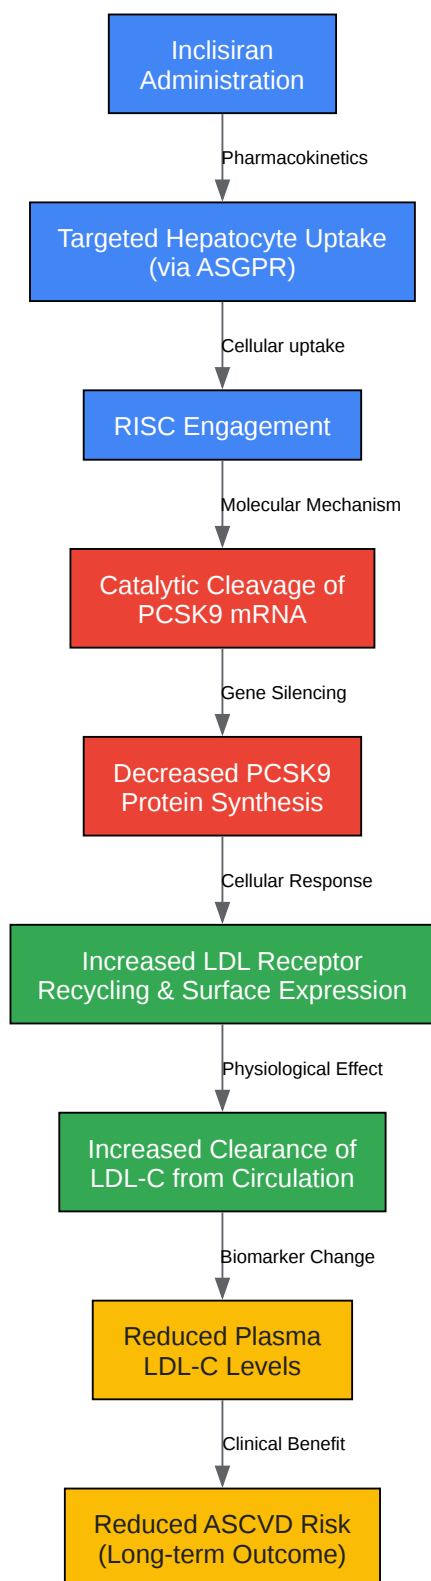 Inclisiran
Administration
Pharmacokinetics
Targeted Hepatocyte Uptake
(via ASGPR)
Cellular uptake
RISC Engagement
Molecular Mechanism
Catalytic Cleavage of
PCSK9 mRNA
Gene Silencing
Decreased PCSK9
Protein Synthesis
Cellular Response
Increased LDL Receptor
Recycling & Surface Expression
Physiological Effect
Increased Clearance of
LDL-C from Circulation
Biomarker Change
Reduced Plasma
LDL-C Levels
Clinical Benefit
Reduced ASCVD Risk
(Long-term Outcome)